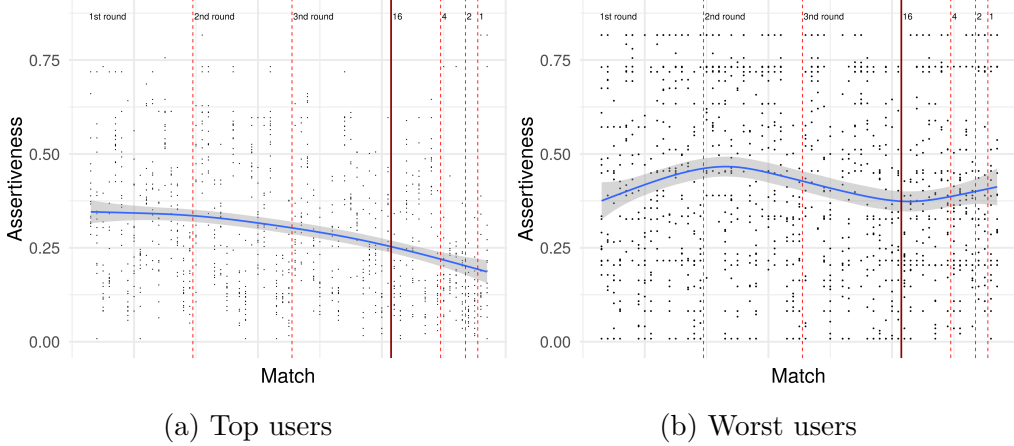 1st round 2nd round 3nd round 16 4 2 1
0.75
0.50
0.25
0.00
Assertiveness
Match
(a) Top users
1st round 2nd round 3nd round 16 4 2 1
0.75
0.50
0.25
0.00
Assertiveness
Match
(b) Worst users